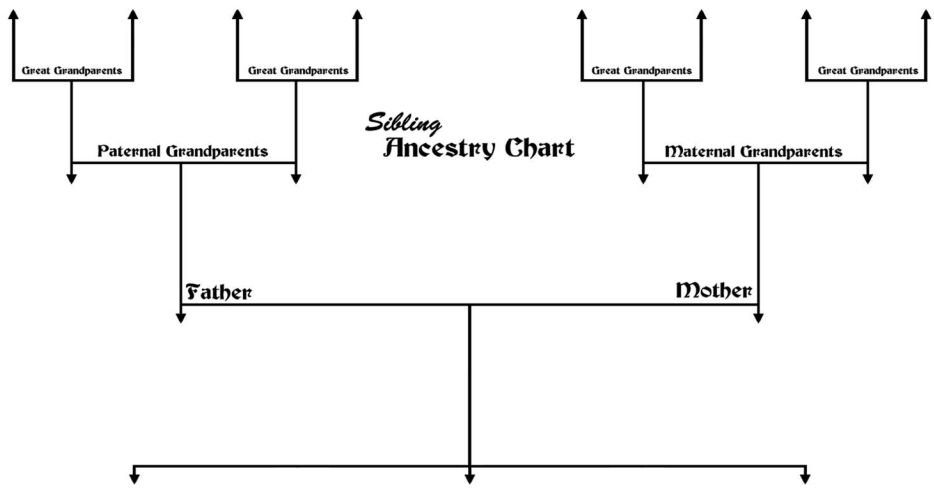 Great Grandparents
Great Grandparents
Great Grandparents
Great Grandparents
Sibling
Ancestry Chart
Paternal Grandparents
Maternal Grandparents
Father
Mother